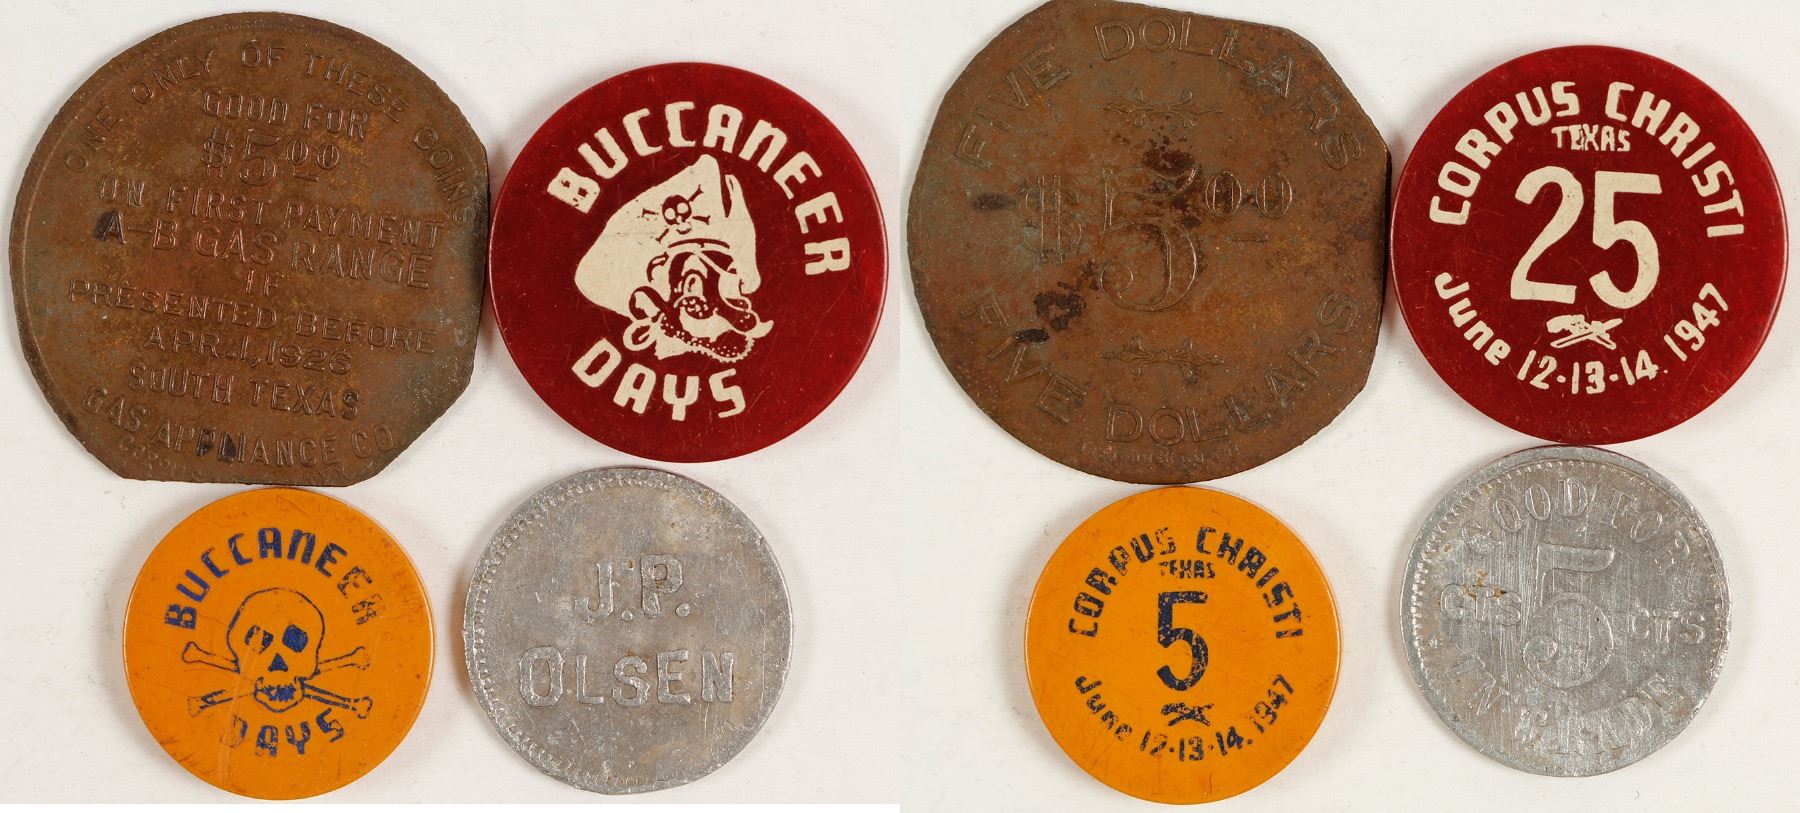 ONE ONLY OF THESE COINS
GOOD FOR
$5.00
ON FIRST PAYMENT
A-B GAS RANGE
IF
PRESENTED BEFORE
APR. 1, 1926
SOUTH TEXAS
GAS APPLIANCE CO.
BUCCANEER
DAYS
FIVE DOLLARS
$5.00
FIVE DOLLARS
CORPUS CHRISTI
TEXAS
25
June 12-13-14. 1947
BUCCANEER
DAYS
J.P.
OLSEN
CORPUS CHRISTI
TEXAS
5
June 12-13-14. 1947
GOOD FOR
CTS 5 CTS
IN TRADE